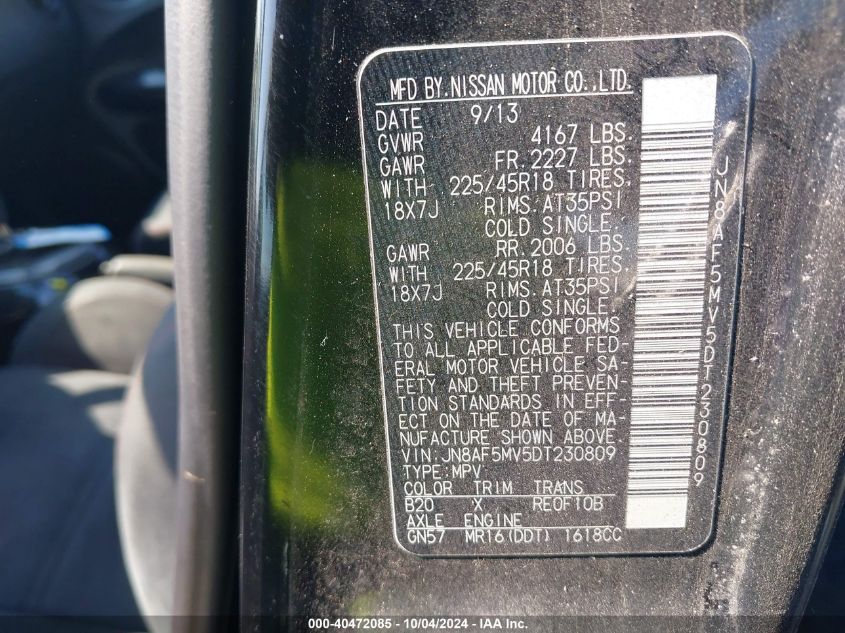 MFD BY NISSAN MOTOR CO., LTD.
DATE 9/13
GVWR 4167 LBS.
GAWR FR. 2227 LBS.
WITH 225/45R18 TIRES,
18X7J RIMS. AT35PSI
COLD SINGLE.
GAWR RR. 2006 LBS.
WITH 225/45R18 TIRES,
18X7J RIMS. AT35PSI
COLD SINGLE.
THIS VEHICLE CONFORMS
TO ALL APPLICABLE FED-
ERAL MOTOR VEHICLE SA-
FETY AND THEFT PREVEN-
TION STANDARDS IN EFF-
ECT ON THE DATE OF MA-
NUFACTURE SHOWN ABOVE.
VIN:JN8AF5MV5DT230809
TYPE:MPV
COLOR TRIM TRANS
B20 X RE0F10B
AXLE ENGINE
GN57 MR16(DDT) 1618CC
JN8AF5MV5DT230809
000-40472085 - 10/04/2024 - IAA Inc.